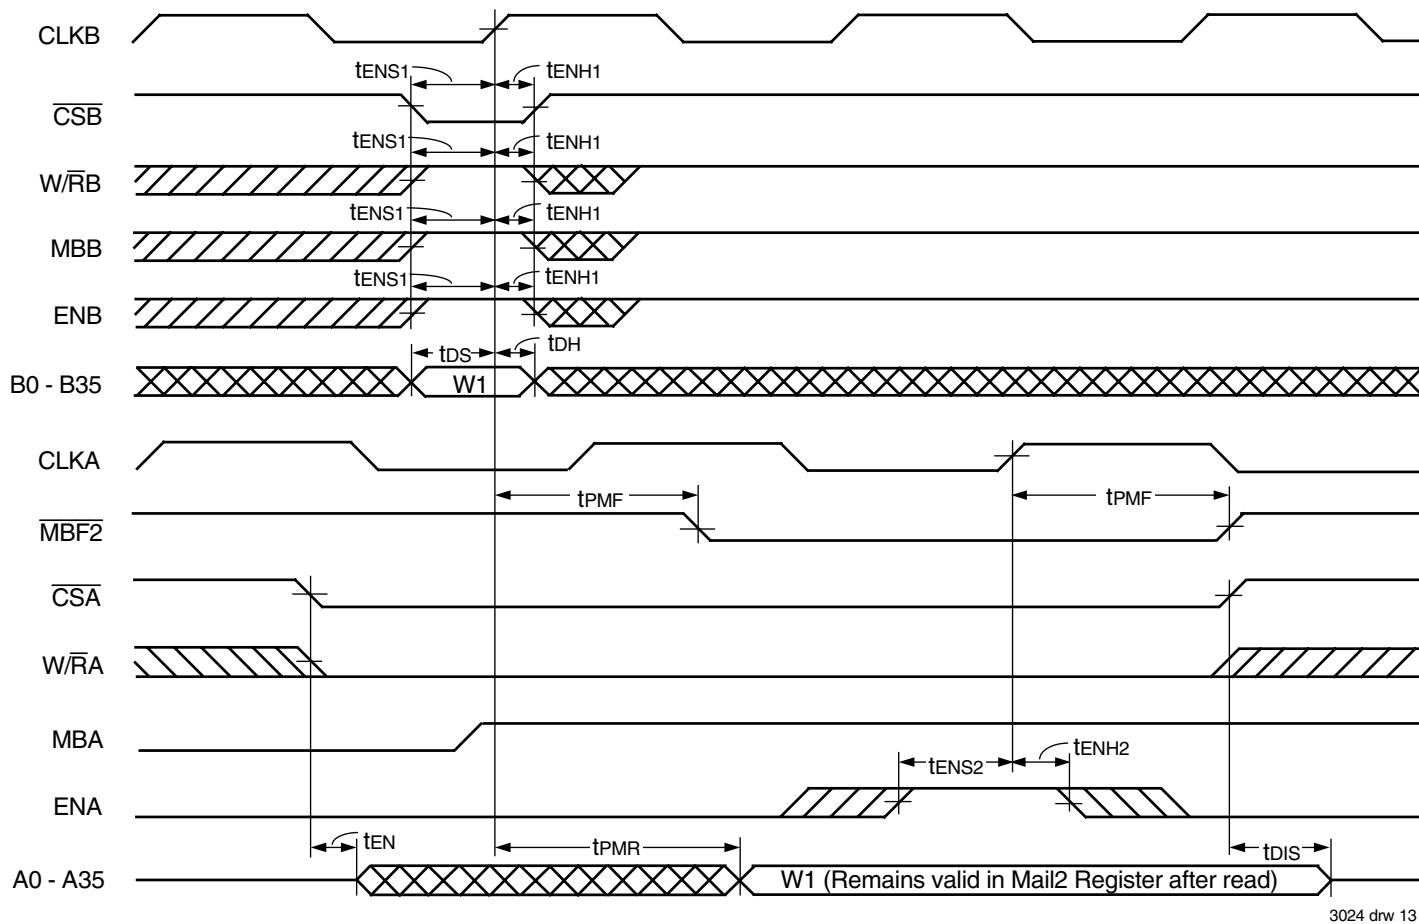 CLKB
tENS1 tENH1
CSB
tENS1 tENH1
W/RB
tENS1 tENH1
MBB
tENS1 tENH1
ENB
tDS tDH
B0 - B35 W1
CLKA
tPMF tPMF
MBF2
CSA
W/RA
MBA
tENS2 tENH2
ENA
tEN tPMR tDIS
A0 - A35 W1 (Remains valid in Mail2 Register after read)
3024 drw 13